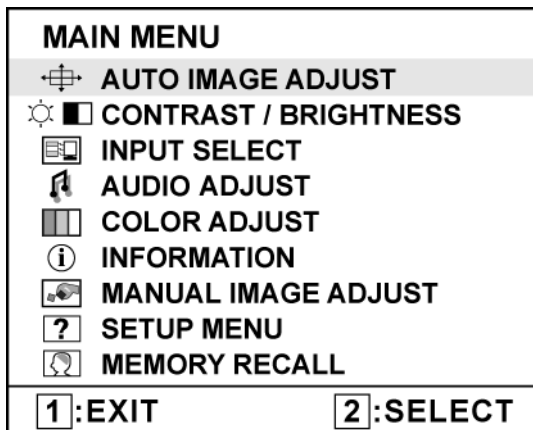 MAIN MENU
AUTO IMAGE ADJUST
CONTRAST / BRIGHTNESS
INPUT SELECT
AUDIO ADJUST
COLOR ADJUST
i INFORMATION
MANUAL IMAGE ADJUST
? SETUP MENU
MEMORY RECALL
1 :EXIT 2 :SELECT